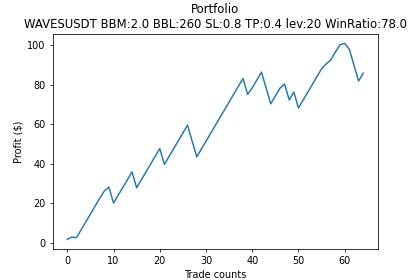 Portfolio
WAVESUSDT BBM:2.0 BBL:260 SL:0.8 TP:0.4 lev:20 WinRatio:78.0
100
80
60
40
20
0
Profit ($)
0 10 20 30 40 50 60
Trade counts